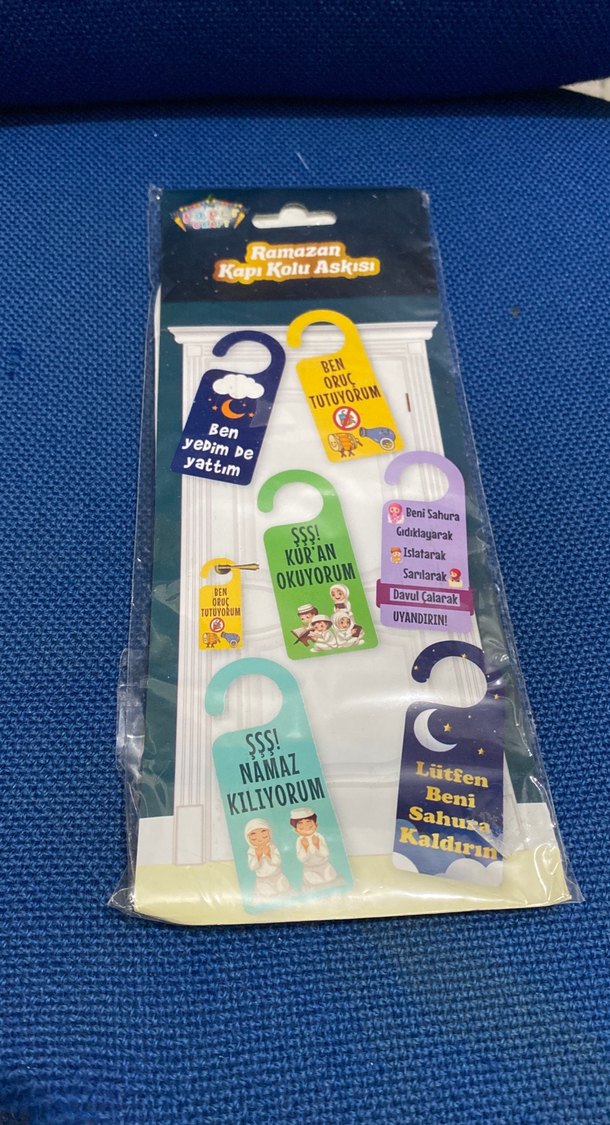 Ramazan
Kapı Kolu Askısı
Ben
yedim de
yattım
BEN
ORUÇ
TUTUYORUM
ŞŞŞ!
KUR'AN
OKUYORUM
Beni Sahura
Gıdıklayarak
Islatarak
Sarılarak
Davul Çalarak
UYANDIRIN!
BEN
ORUÇ
TUTUYORUM
ŞŞŞ!
NAMAZ
KILIYORUM
Lütfen
Beni
Sahura
Kaldırın